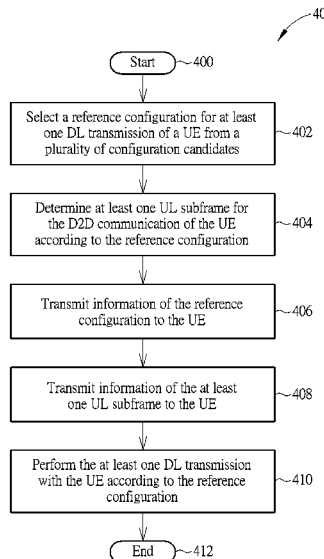 40
Start
400
Select a reference configuration for at least
one DL transmission of a UE from a
plurality of configuration candidates
402
Determine at least one UL subframe for
the D2D communication of the UE
according to the reference configuration
404
Transmit information of the reference
configuration to the UE
406
Transmit information of the at least
one UL subframe to the UE
408
Perform the at least one DL transmission
with the UE according to the reference
configuration
410
End
412